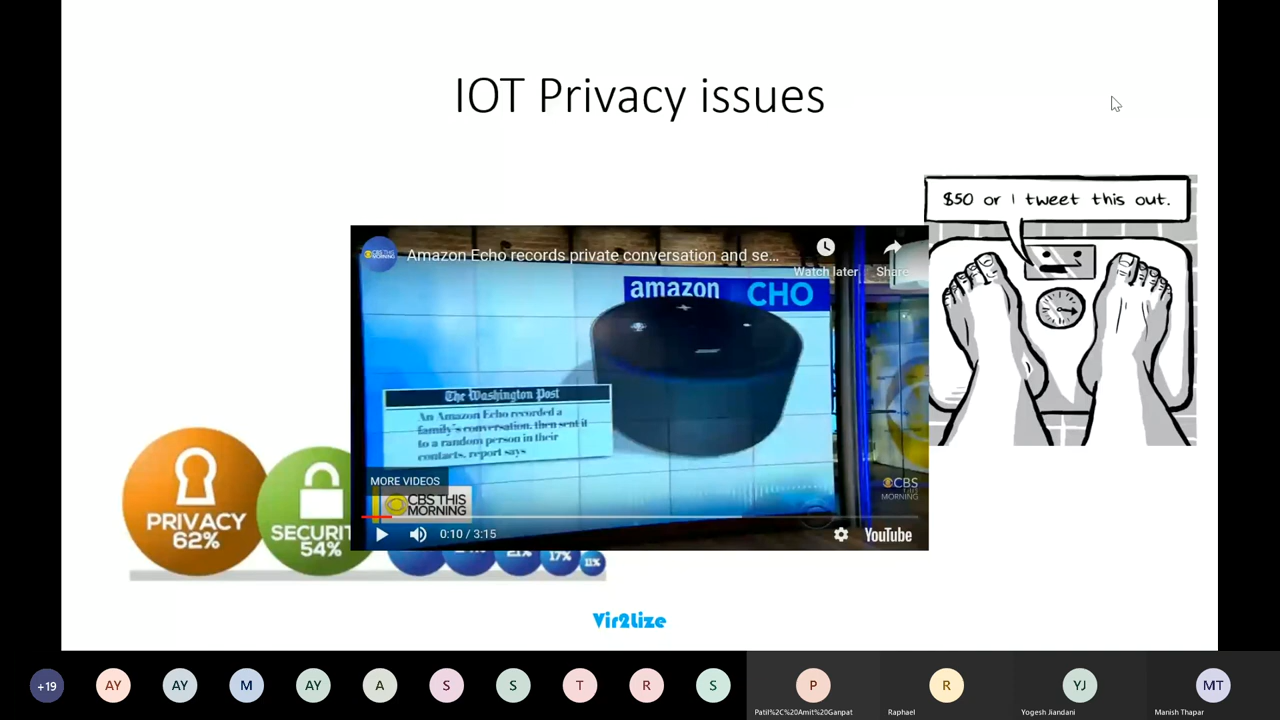 IOT Privacy issues
$50 or I tweet this out.
Amazon Echo records private conversation and se...
Watch later
Share
amazon
CHO
The Washington Post
An Amazon Echo recorded a
family's conversation, then sent it
to a random person in their
contacts, report says
MORE VIDEOS
CBS THIS
MORNING
CBS
THIS
MORNING
0:10 / 3:15
YouTube
PRIVACY
62%
SECURIT
54%
21%
17%
11%
Vir2Lize
+19
AY
AY
M
AY
A
S
S
T
R
S
P
R
YJ
MT
Patil%2C%20Amit%20Ganpat
Raphael
Yogesh Jiandani
Manish Thapar